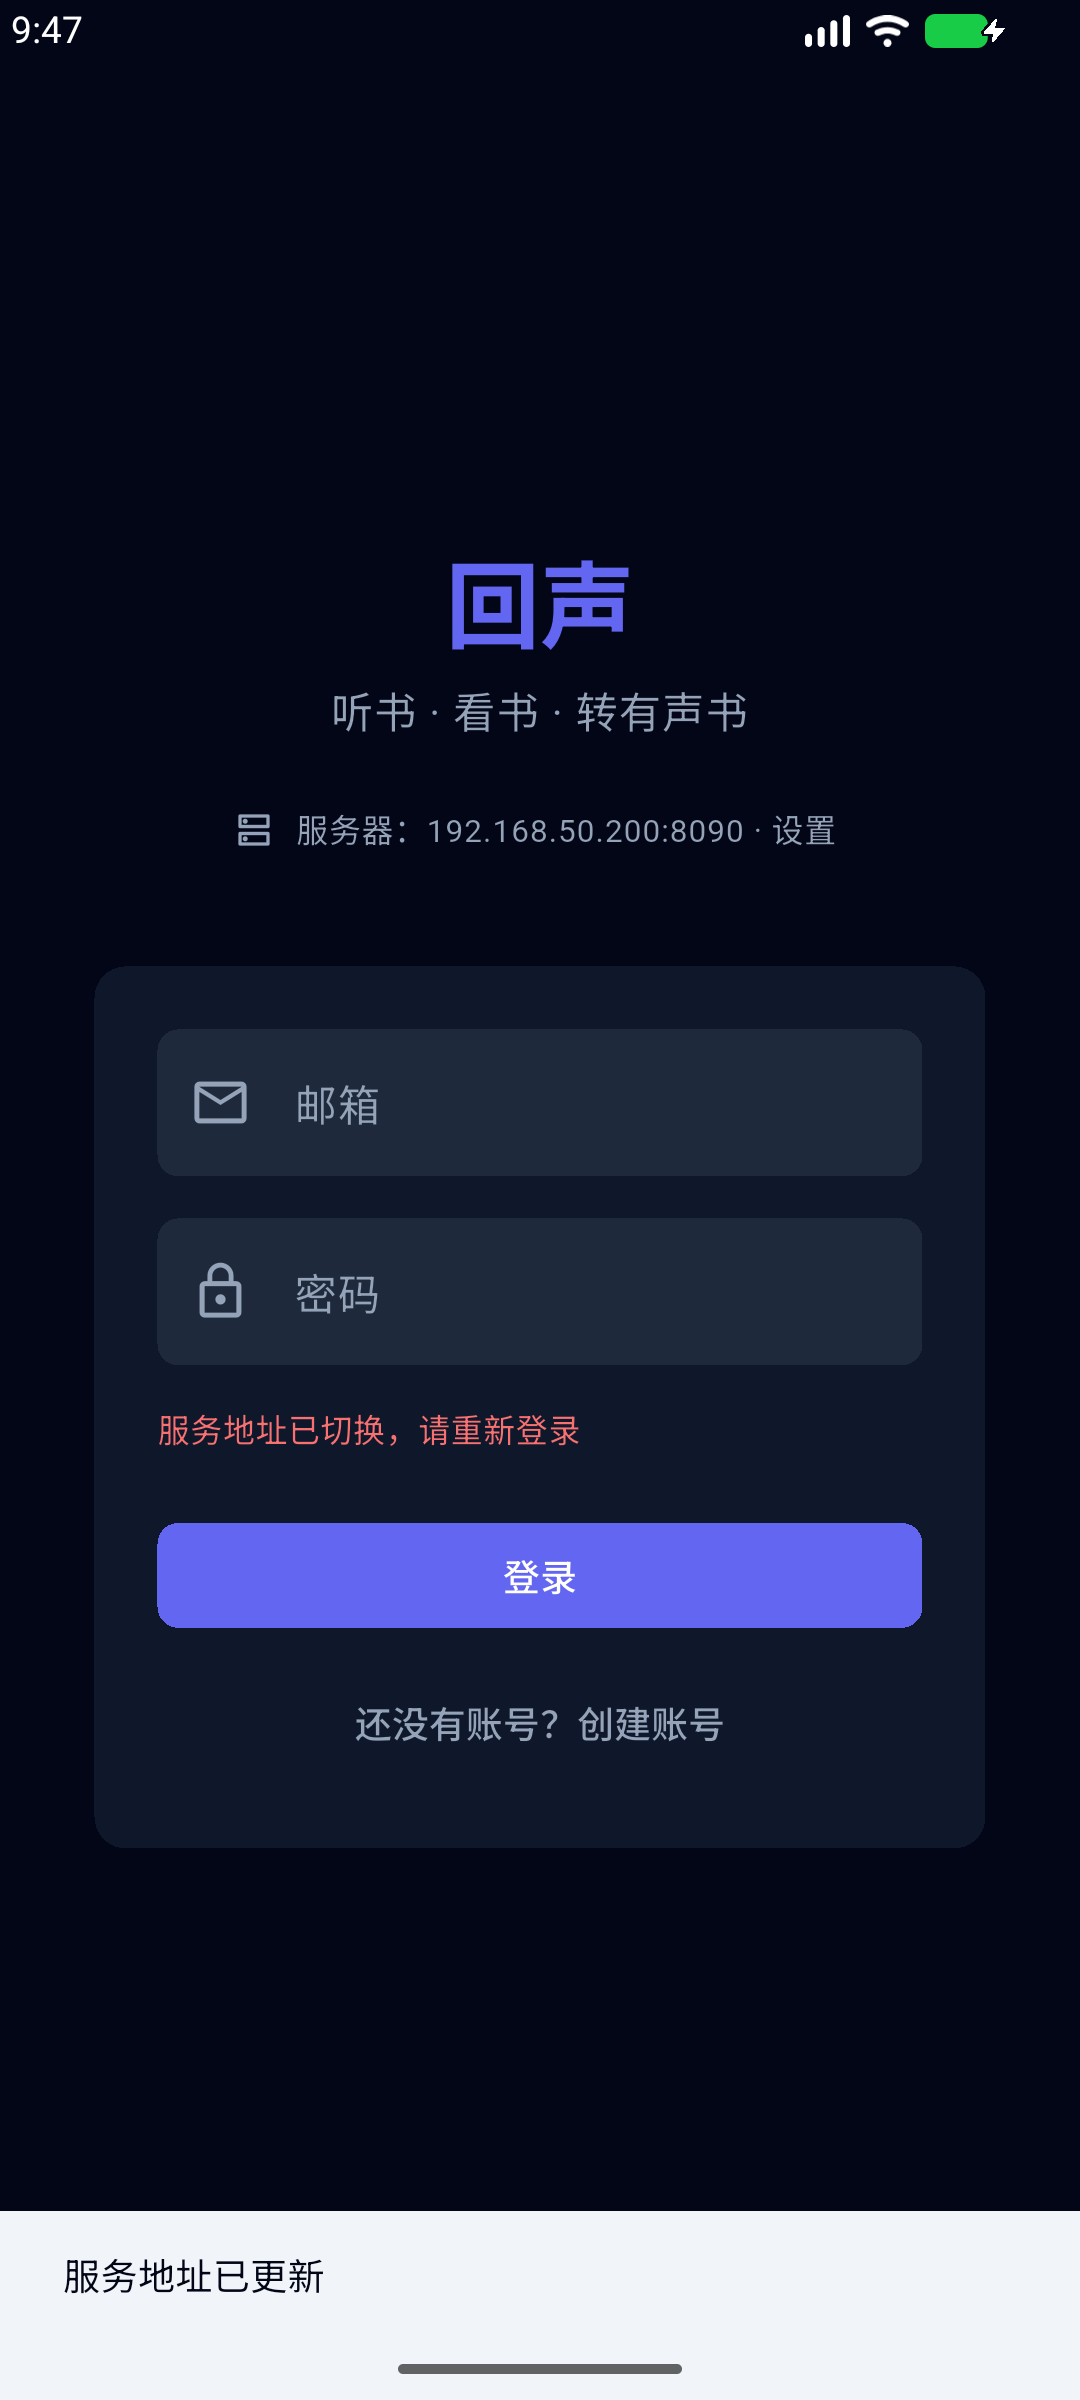 9:47
回声
听书 · 看书 · 转有声书
服务器：192.168.50.200:8090 · 设置
邮箱
密码
服务地址已切换，请重新登录
登录
还没有账号？创建账号
服务地址已更新